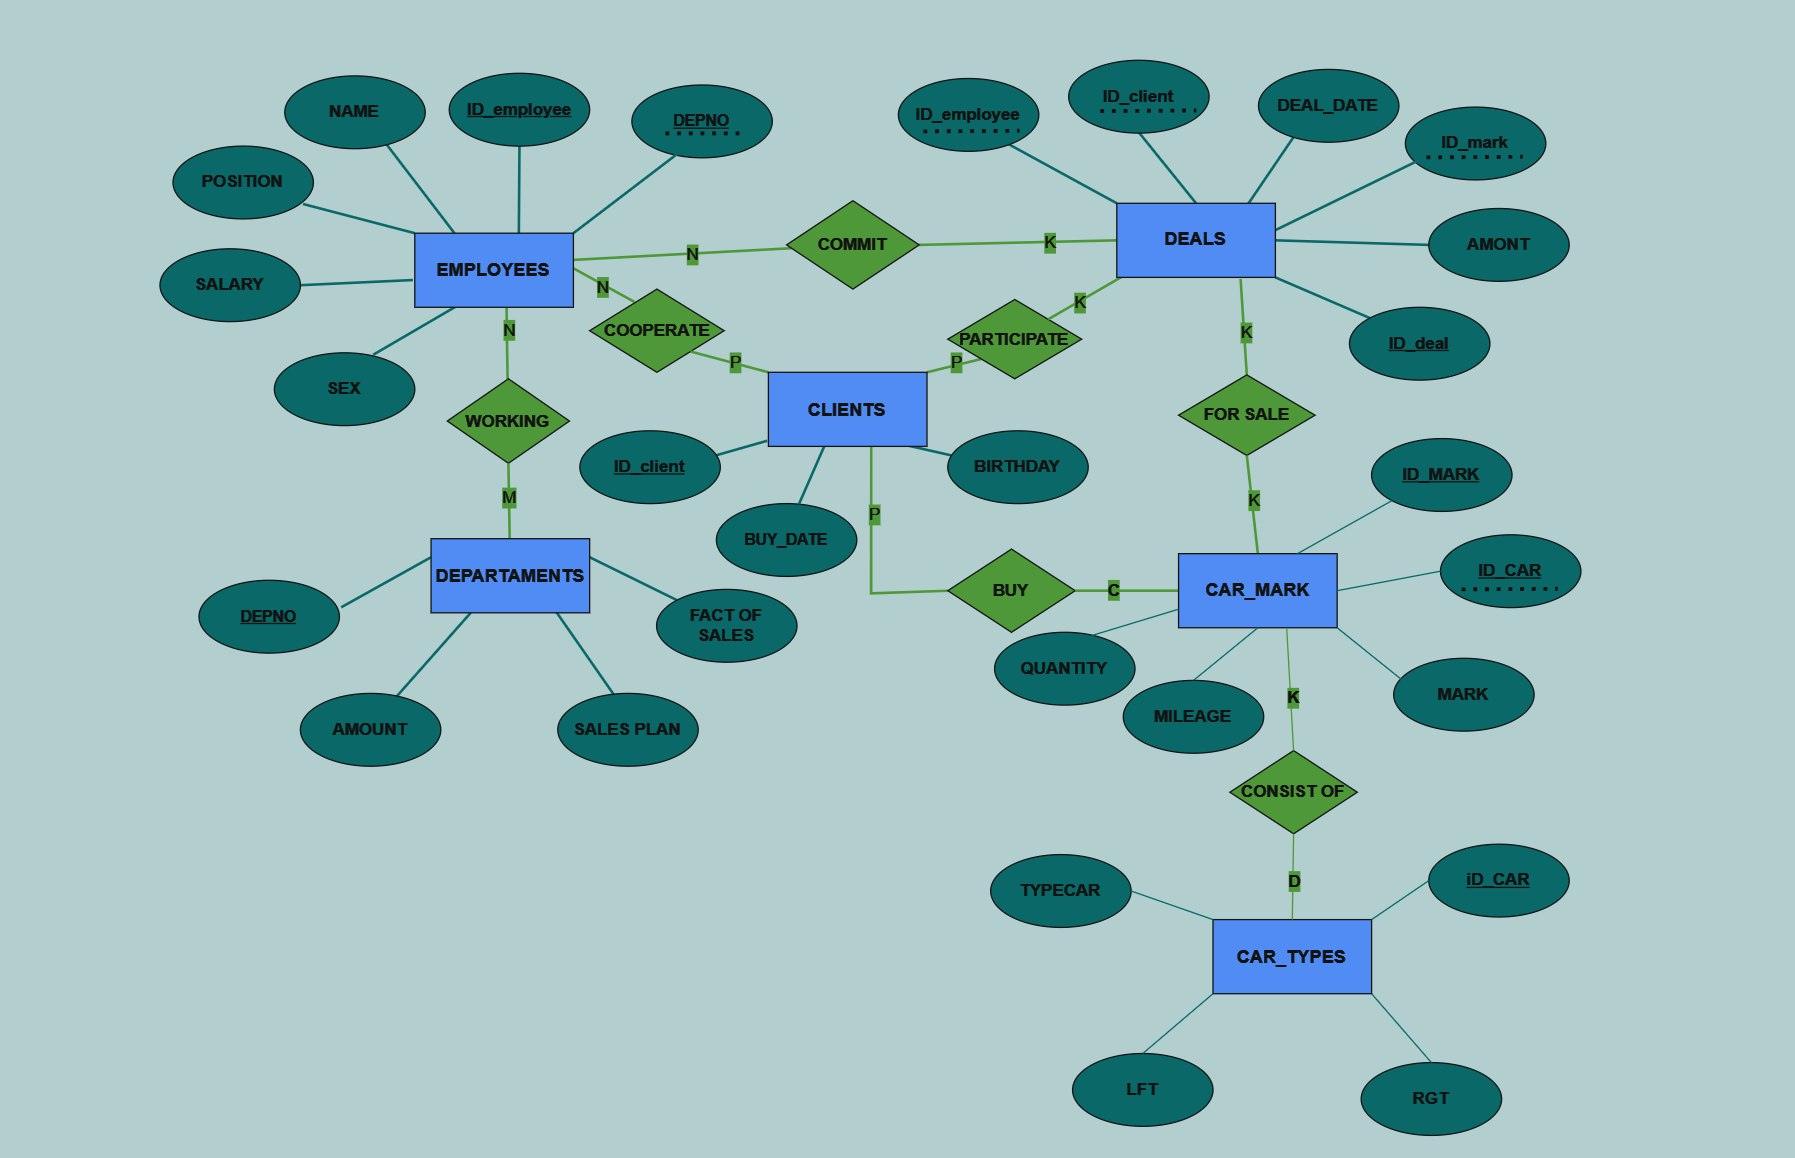 NAME
ID_employee
DEPNO
POSITION
SALARY
SEX
EMPLOYEES
ID_employee
ID_client
DEAL_DATE
ID_mark
AMONT
ID_deal
DEALS
N
COMMIT
K
N
COOPERATE
P
K
PARTICIPATE
P
CLIENTS
ID_client
BUY_DATE
BIRTHDAY
N
WORKING
M
DEPARTAMENTS
DEPNO
AMOUNT
SALES PLAN
FACT OF
SALES
K
FOR SALE
K
P
BUY
C
CAR_MARK
ID_MARK
ID_CAR
QUANTITY
MILEAGE
MARK
K
CONSIST OF
D
TYPECAR
iD_CAR
CAR_TYPES
LFT
RGT